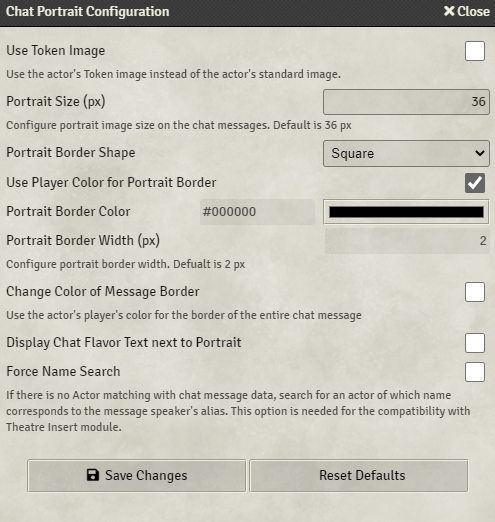 Chat Portrait Configuration
Close
Use Token Image
Use the actor's Token image instead of the actor's standard image.
Portrait Size (px)
36
Configure portrait image size on the chat messages. Default is 36 px
Portrait Border Shape
Square
Use Player Color for Portrait Border
Portrait Border Color
#000000
Portrait Border Width (px)
2
Configure portrait border width. Defualt is 2 px
Change Color of Message Border
Use the actor's player's color for the border of the entire chat message
Display Chat Flavor Text next to Portrait
Force Name Search
If there is no Actor matching with chat message data, search for an actor of which name
corresponds to the message speaker's alias. This option is needed for the compatibility with
Theatre Insert module.
Save Changes
Reset Defaults